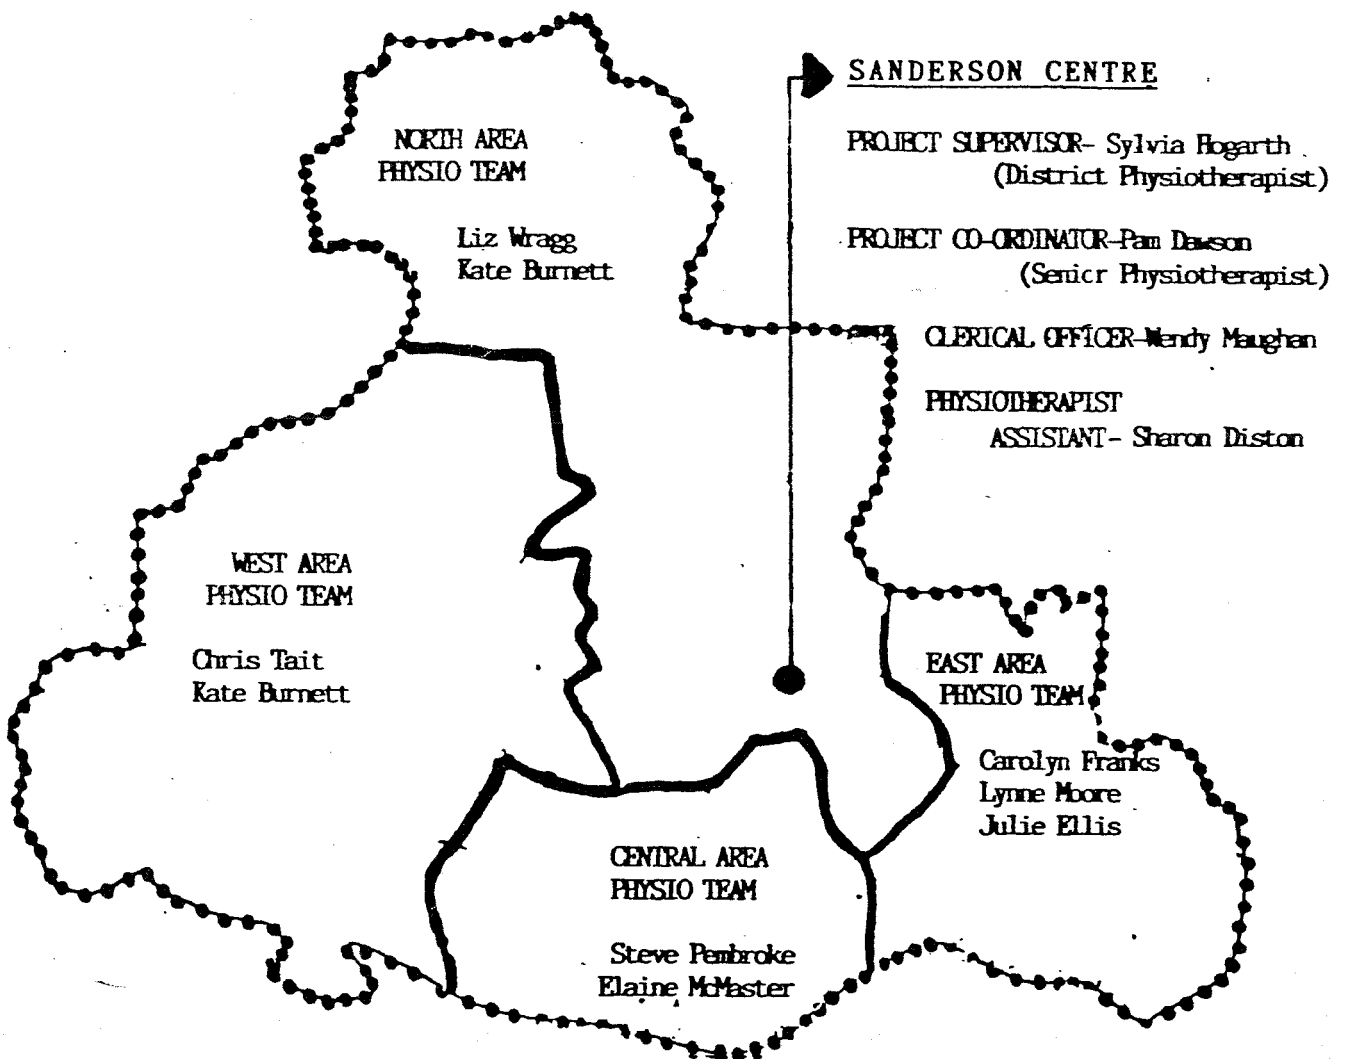 SANDERSON CENTRE
PROJECT SUPERVISOR- Sylvia Hogarth
(District Physiotherapist)
PROJECT CO-ORDINATOR-Pam Dawson
(Senior Physiotherapist)
CLERICAL OFFICER-Wendy Maughan
PHYSIOTHERAPIST
ASSISTANT- Sharon Diston
NORTH AREA
PHYSIO TEAM
Liz Wragg
Kate Burnett
WEST AREA
PHYSIO TEAM
Chris Tait
Kate Burnett
EAST AREA
PHYSIO TEAM
Carolyn Franks
Lynne Moore
Julie Ellis
CENTRAL AREA
PHYSIO TEAM
Steve Pembroke
Elaine McMaster